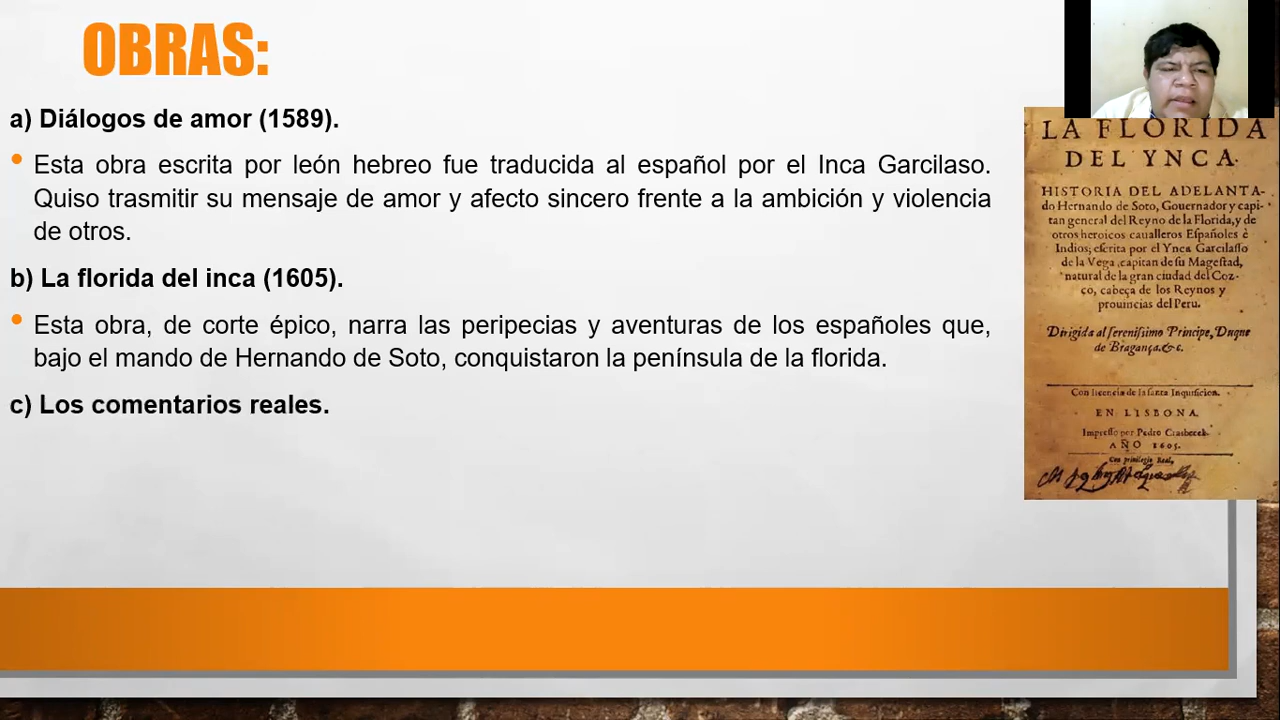 OBRAS:
a) Diálogos de amor (1589).
Esta obra escrita por león hebreo fue traducida al español por el Inca Garcilaso.
Quiso trasmitir su mensaje de amor y afecto sincero frente a la ambición y violencia
de otros.
b) La florida del inca (1605).
Esta obra, de corte épico, narra las peripecias y aventuras de los españoles que,
bajo el mando de Hernando de Soto, conquistaron la península de la florida.
c) Los comentarios reales.
LA FLORIDA
DEL YNCA.
HISTORIA DEL ADELANTA-
do Hernando de Soto, Gouernador y capi-
tan general del Reyno de la Florida, y de
otros heroicos caualleros Españoles è
Indios; escrita por el Ynca Garcilasso
de la Vega, capitan de su Magestad,
natural de la gran ciudad del Coz-
co, cabeça de los Reynos y
prouincias del Peru.
Dirigida al serenissimo Principe, Duque
de Bragança. &c.
Con licencia de la santa Inquisicion.
EN LISBONA.
Impresso por Pedro Crasbeeck.
AÑO 1605.
Con priuilegio Real,